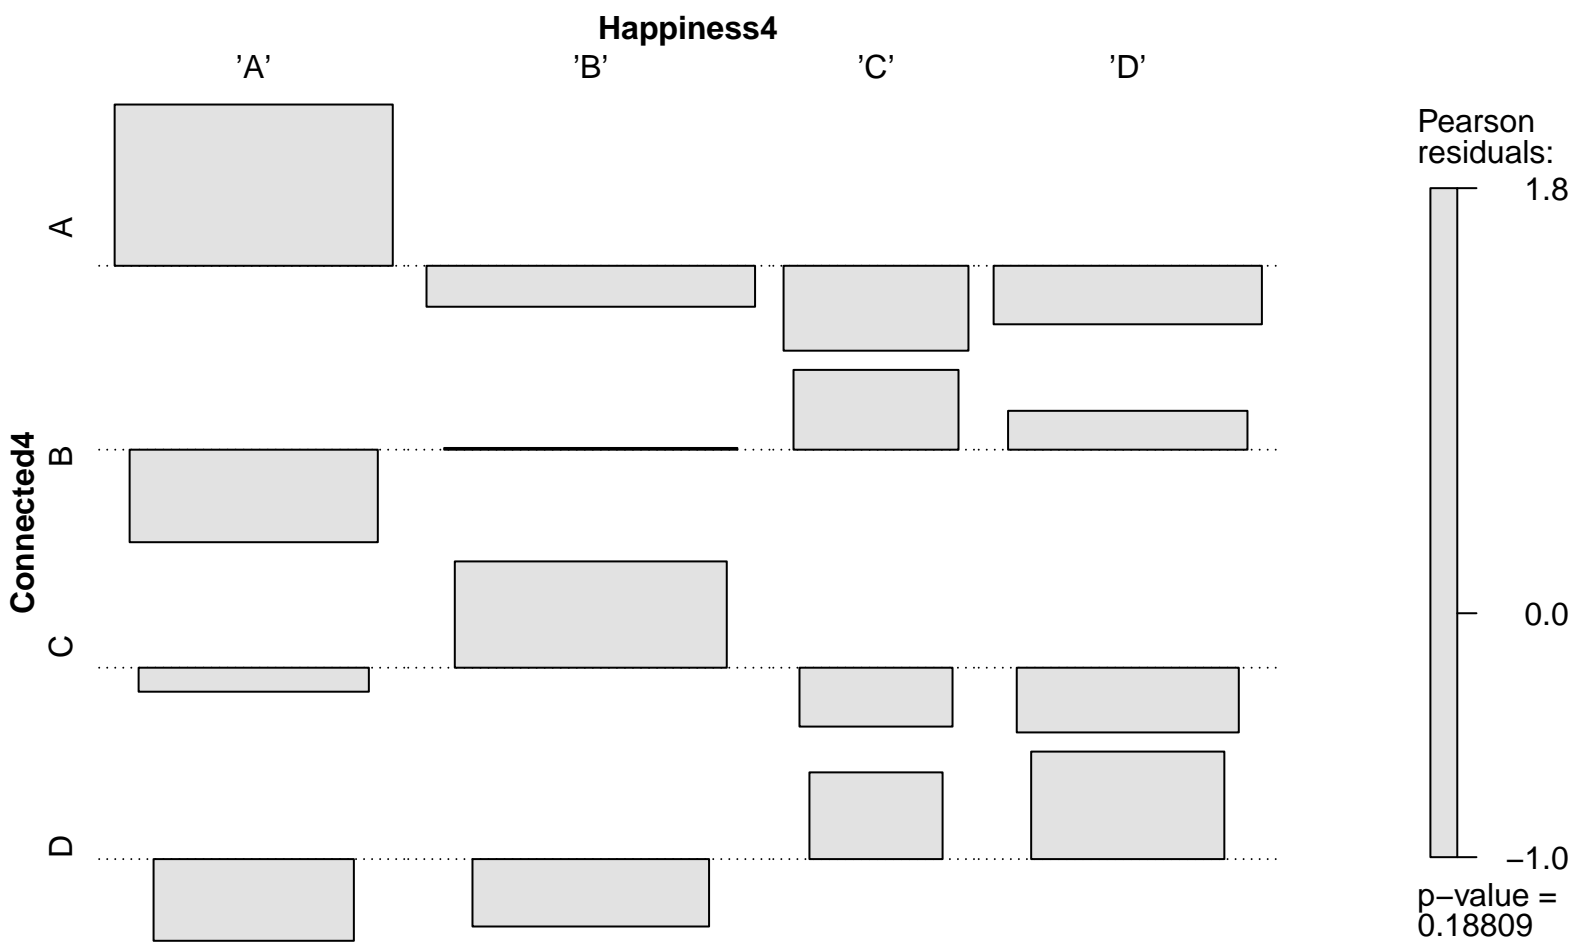 Happiness4
’A’ ’B’ ’C’ ’D’
Connected4
A
B
C
D
Pearson
residuals:
1.8
0.0
−1.0
p−value =
0.18809